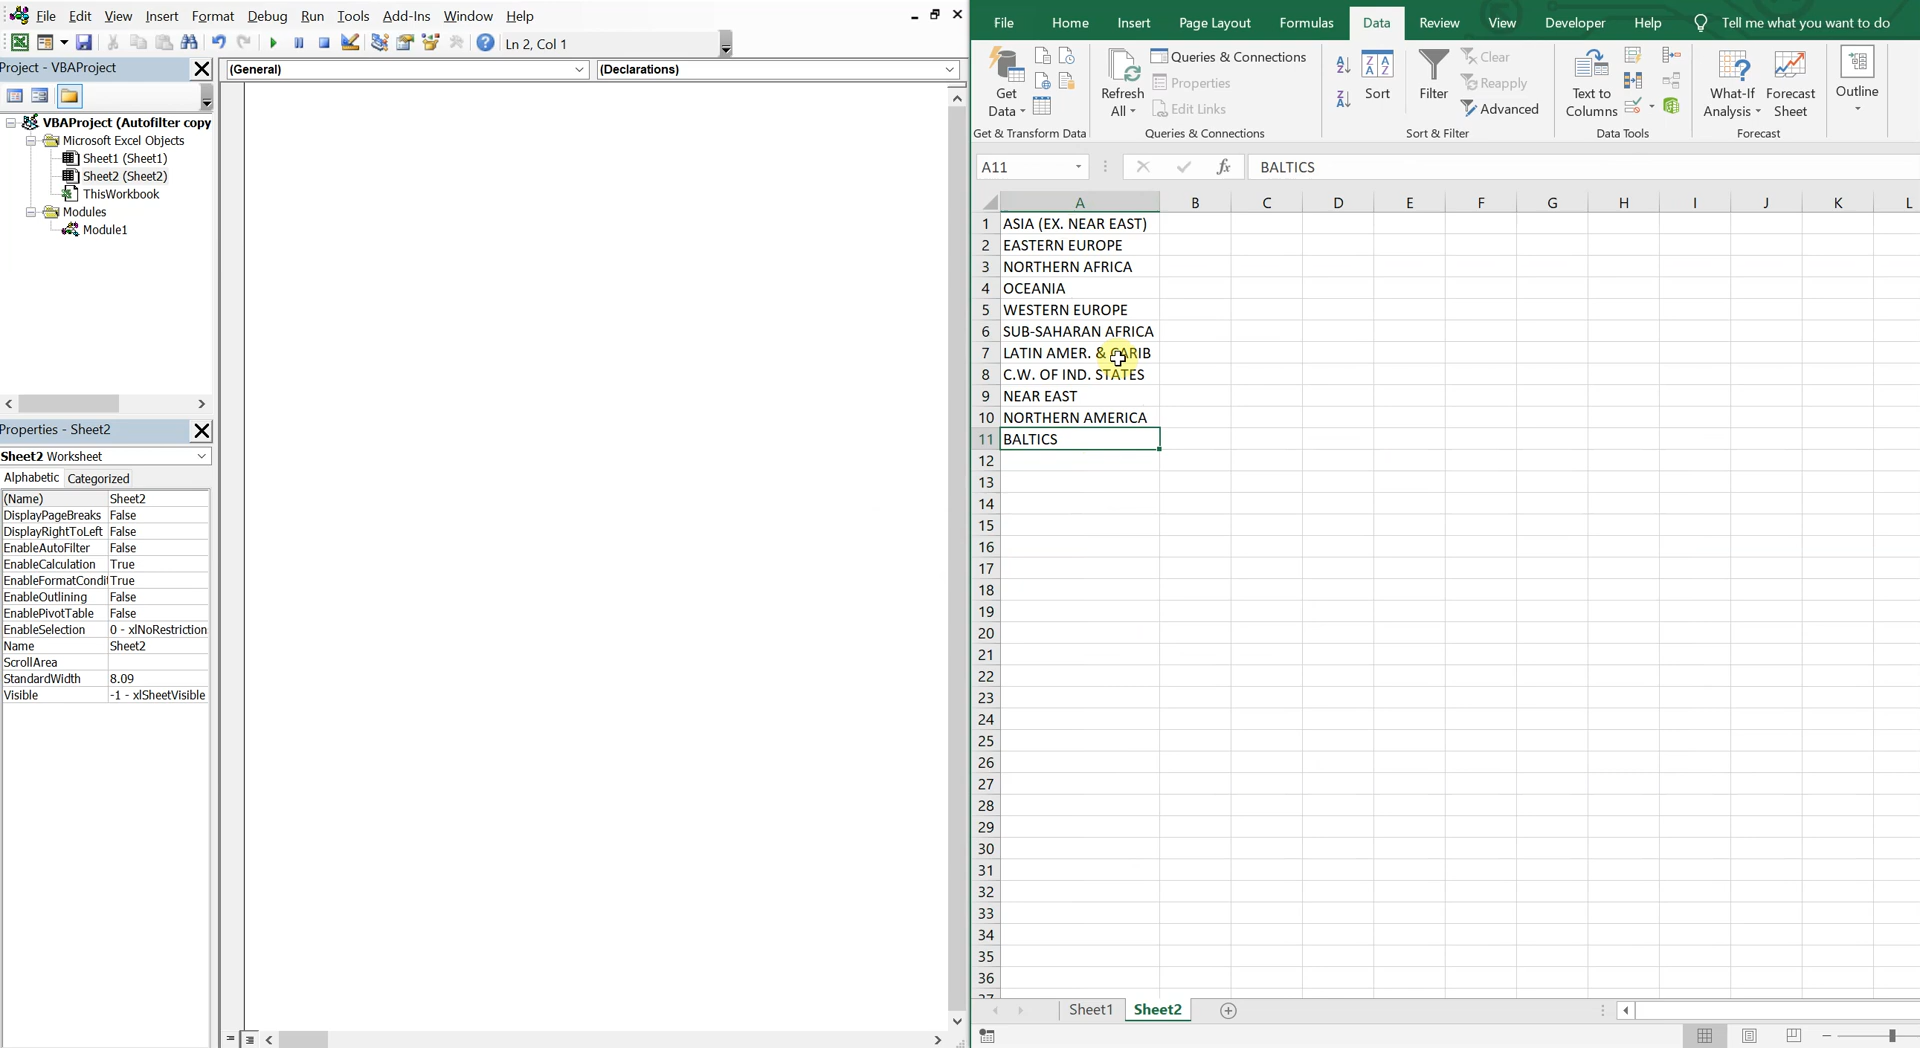 File Edit View Insert Format Debug Run Tools Add-Ins Window Help
Ln 2, Col 1
Project - VBAProject
(General) (Declarations)
VBAProject (Autofilter copy
Microsoft Excel Objects
Sheet1 (Sheet1)
Sheet2 (Sheet2)
ThisWorkbook
Modules
Module1
Properties - Sheet2
Sheet2 Worksheet
Alphabetic Categorized
(Name) Sheet2
DisplayPageBreaks False
DisplayRightToLeft False
EnableAutoFilter False
EnableCalculation True
EnableFormatCondit True
EnableOutlining False
EnablePivotTable False
EnableSelection 0 - xlNoRestriction
Name Sheet2
ScrollArea
StandardWidth 8.09
Visible -1 - xlSheetVisible
File Home Insert Page Layout Formulas Data Review View Developer Help Tell me what you want to do
Get Data
Get & Transform Data
Refresh All
Queries & Connections
Properties
Edit Links
Queries & Connections
Sort
Filter
Clear
Reapply
Advanced
Sort & Filter
Text to Columns
Data Tools
What-If Analysis
Forecast Sheet
Forecast
Outline
A11 fx BALTICS
A B C D E F G H I J K L
1 ASIA (EX. NEAR EAST)
2 EASTERN EUROPE
3 NORTHERN AFRICA
4 OCEANIA
5 WESTERN EUROPE
6 SUB-SAHARAN AFRICA
7 LATIN AMER. & CARIB
8 C.W. OF IND. STATES
9 NEAR EAST
10 NORTHERN AMERICA
11 BALTICS
12
13
14
15
16
17
18
19
20
21
22
23
24
25
26
27
28
29
30
31
32
33
34
35
36
37
Sheet1 Sheet2